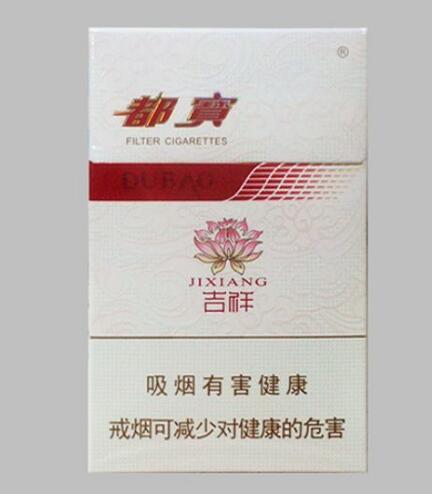 ®
都寳
FILTER CIGARETTES
DUBAO
JIXIANG
吉祥
吸烟有害健康
戒烟可减少对健康的危害